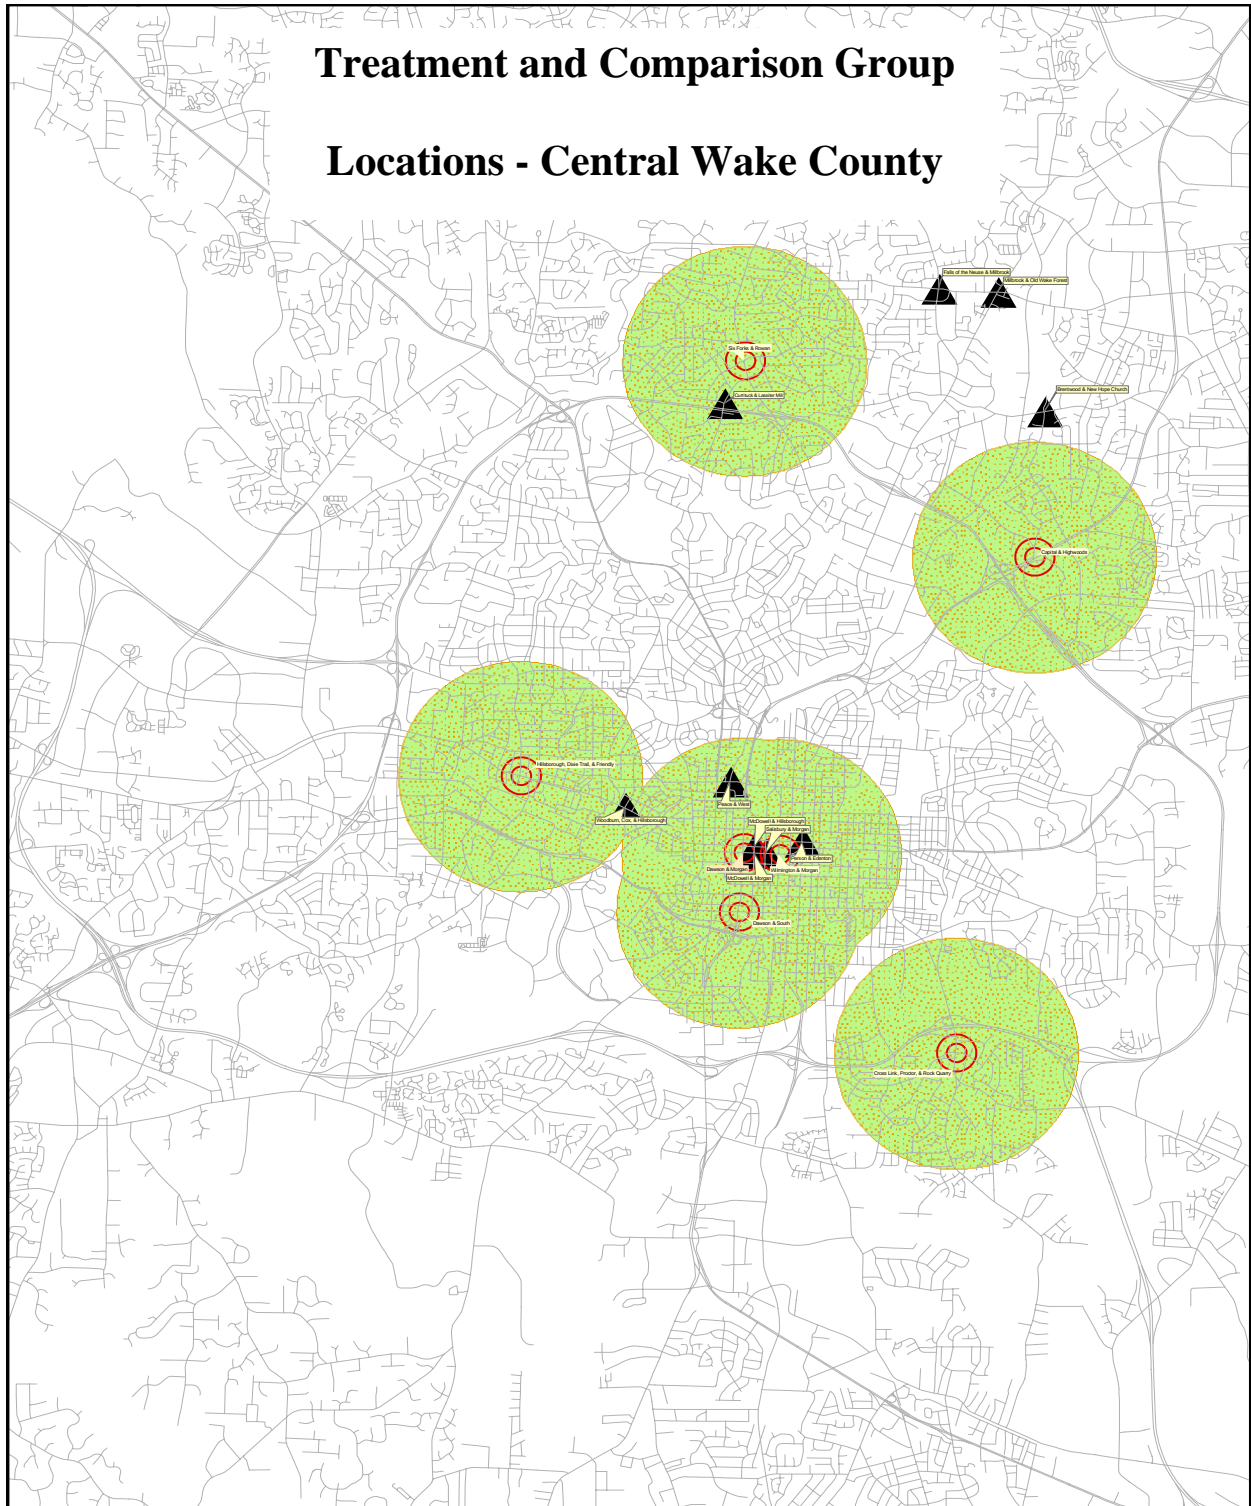 Treatment and Comparison Group
Locations - Central Wake County
Falls of the Neuse & Millbrook
Millbrook & Old Wake Forest
Six Forks & Rowan
Currituck & Lassiter Mill
Brentwood & New Hope Church
Capital & Highwoods
Hillsborough, Dixie Trail, & Friendly
Peace & West
Woodburn, Cox, & Hillsborough
McDowell & Hillsborough
Salisbury & Morgan
Person & Edenton
Dawson & Morgan
Wilmington & Morgan
McDowell & Morgan
Dawson & South
Cross Link, Proctor, & Rock Quarry